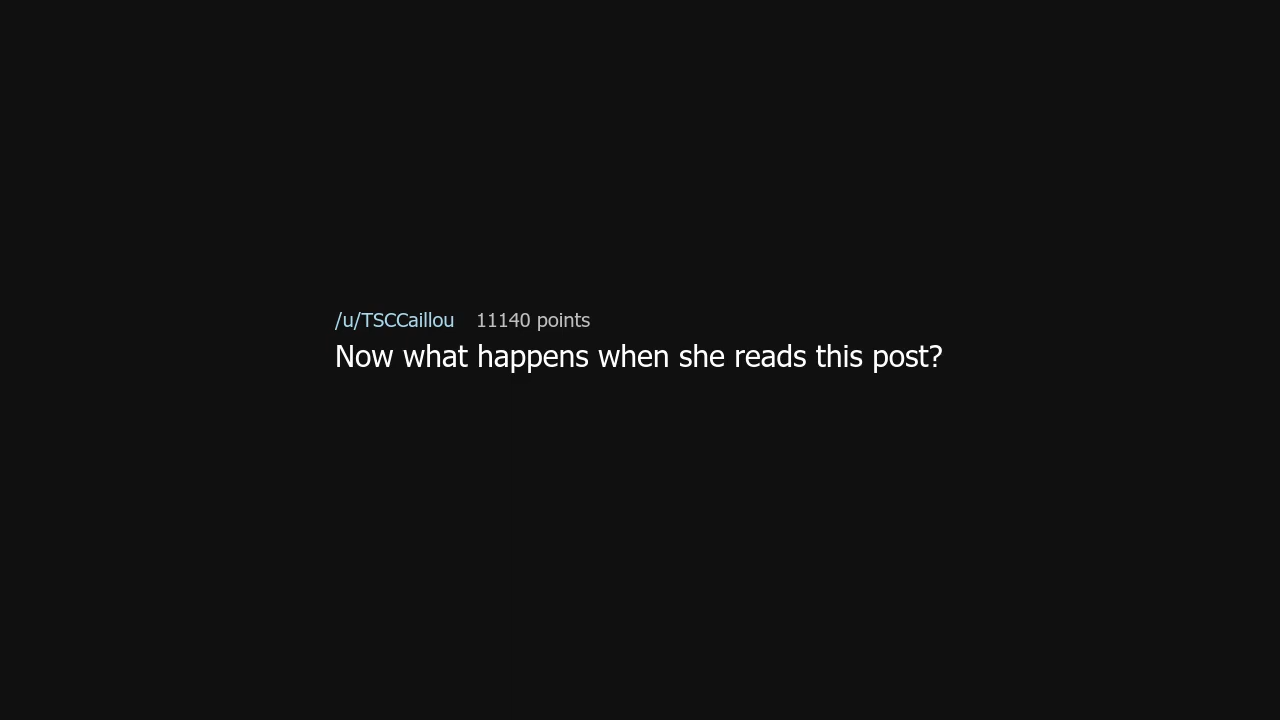 /u/TSCCaillou 11140 points
Now what happens when she reads this post?